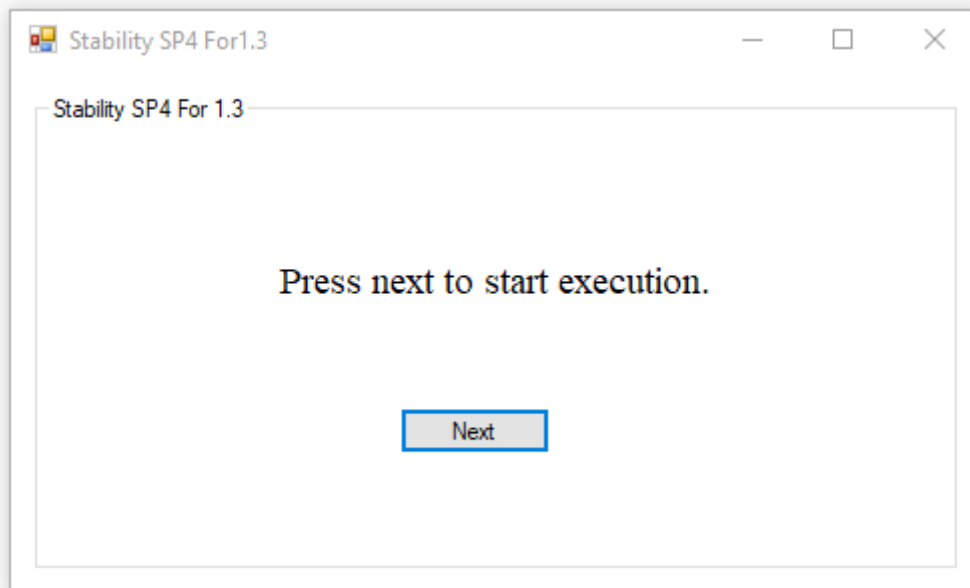 Stability SP4 For1.3
Stability SP4 For 1.3
Press next to start execution.
Next